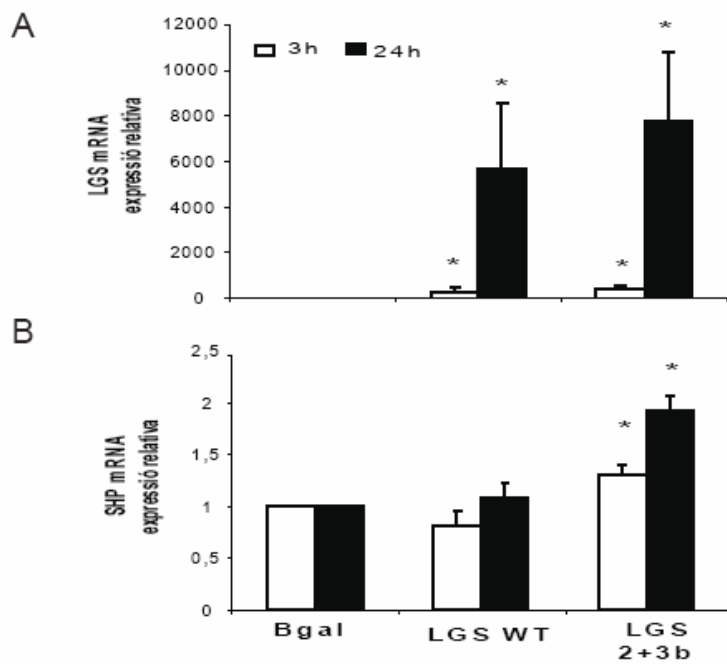 A
LGS mRNA
expressió relativa
12000
10000
8000
6000
4000
2000
0
3h
24h
*
*
*
*
B
SHP mRNA
expressió relativa
2,5
2
1,5
1
0,5
0
*
*
Bgal
LGS WT
LGS
2+3b